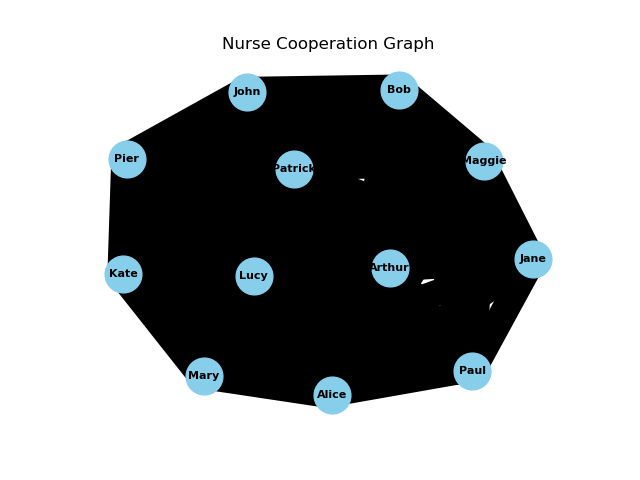 Nurse Cooperation Graph
John
Bob
Pier
Patrick
Maggie
Kate
Lucy
Arthur
Jane
Mary
Alice
Paul